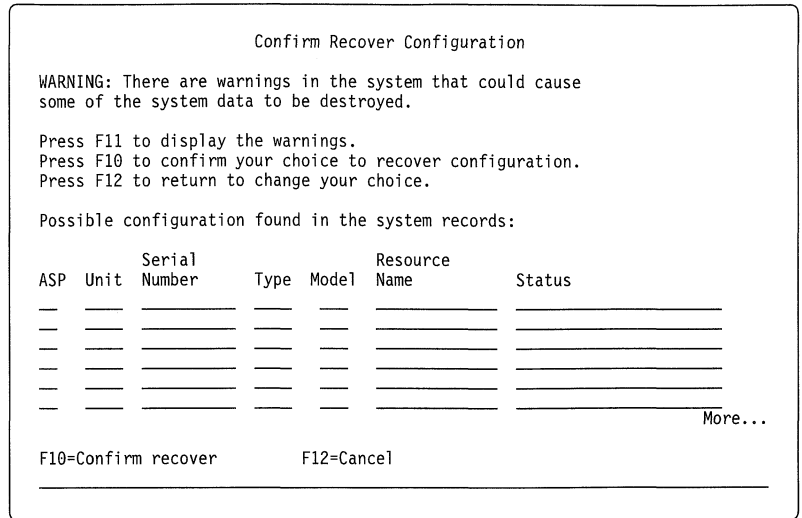 Confirm Recover Configuration
WARNING: There are warnings in the system that could cause
some of the system data to be destroyed.
Press F11 to display the warnings.
Press F10 to confirm your choice to recover configuration.
Press F12 to return to change your choice.
Possible configuration found in the system records:
Serial Resource
ASP Unit Number Type Model Name Status
More...
F10=Confirm recover F12=Cancel